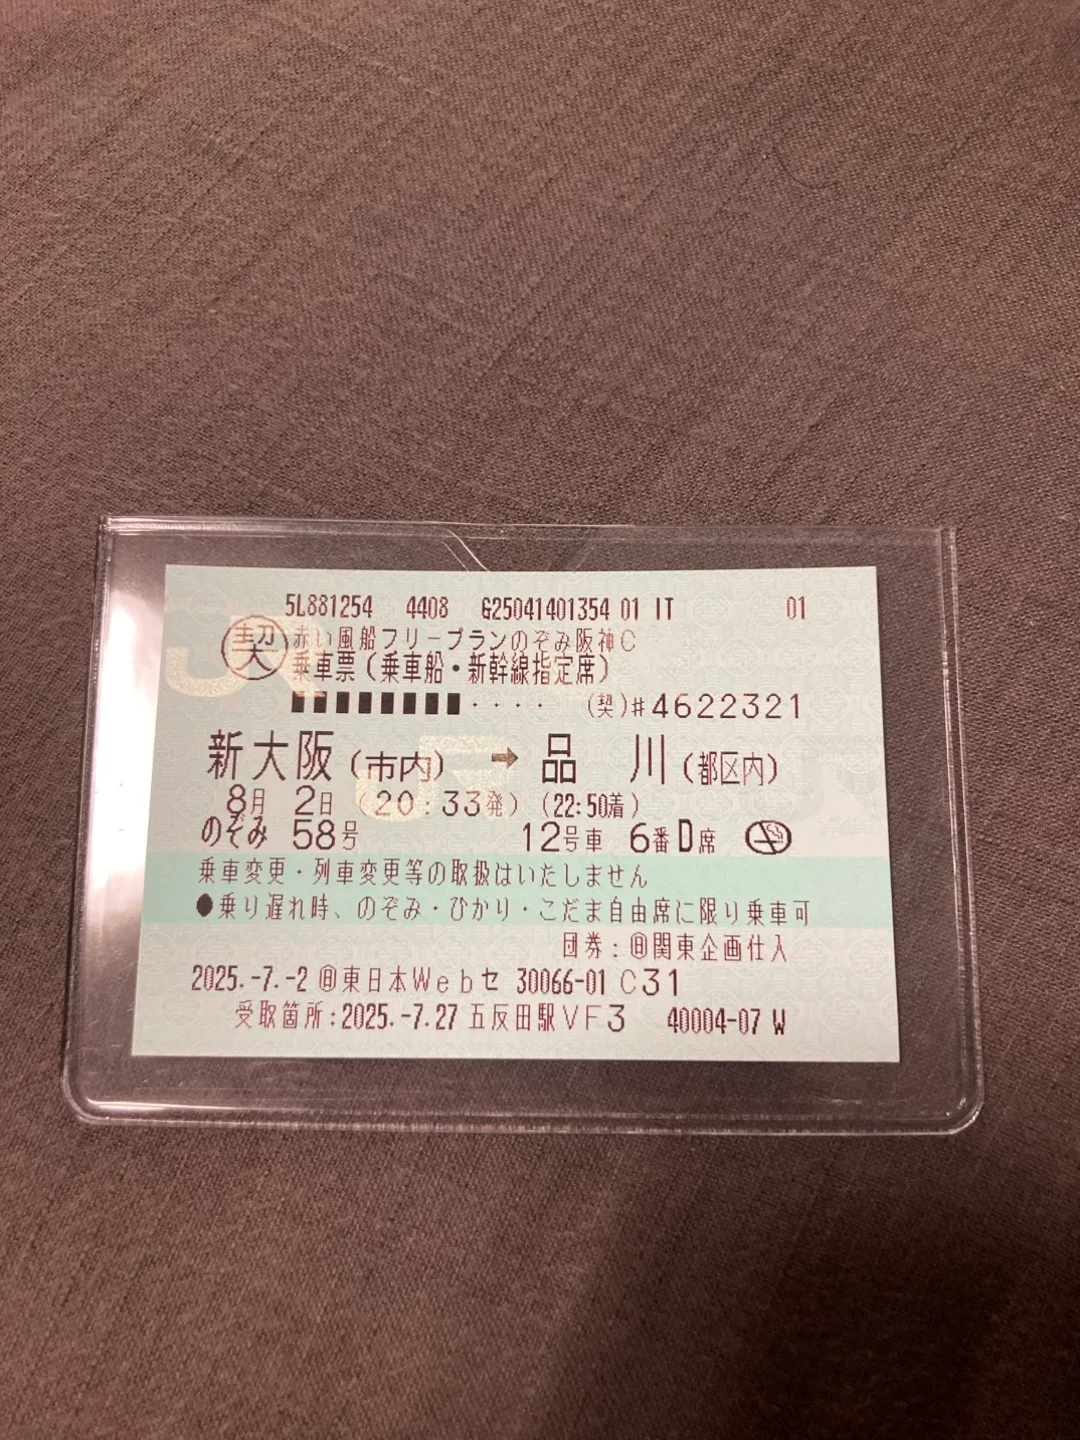 5L881254 4408 G25041401354 01 IT 01
契大 赤い風船フリープランのぞみ阪神C
乗車票(乗車船・新幹線指定席)
■■■■■■■■・・・・ (契)#4622321
新大阪(市内) → 品川(都区内)
8月 2日 (20:33発) (22:50着)
のぞみ 58号 12号車 6番D席
乗車変更・列車変更等の取扱はいたしません
●乗り遅れ時、のぞみ・ひかり・こだま自由席に限り乗車可
団券:㊐関東企画仕入
2025.-7.-2 ㊐東日本Webセ 30066-01 C31
受取箇所:2025.-7.27 五反田駅VF3 40004-07 W